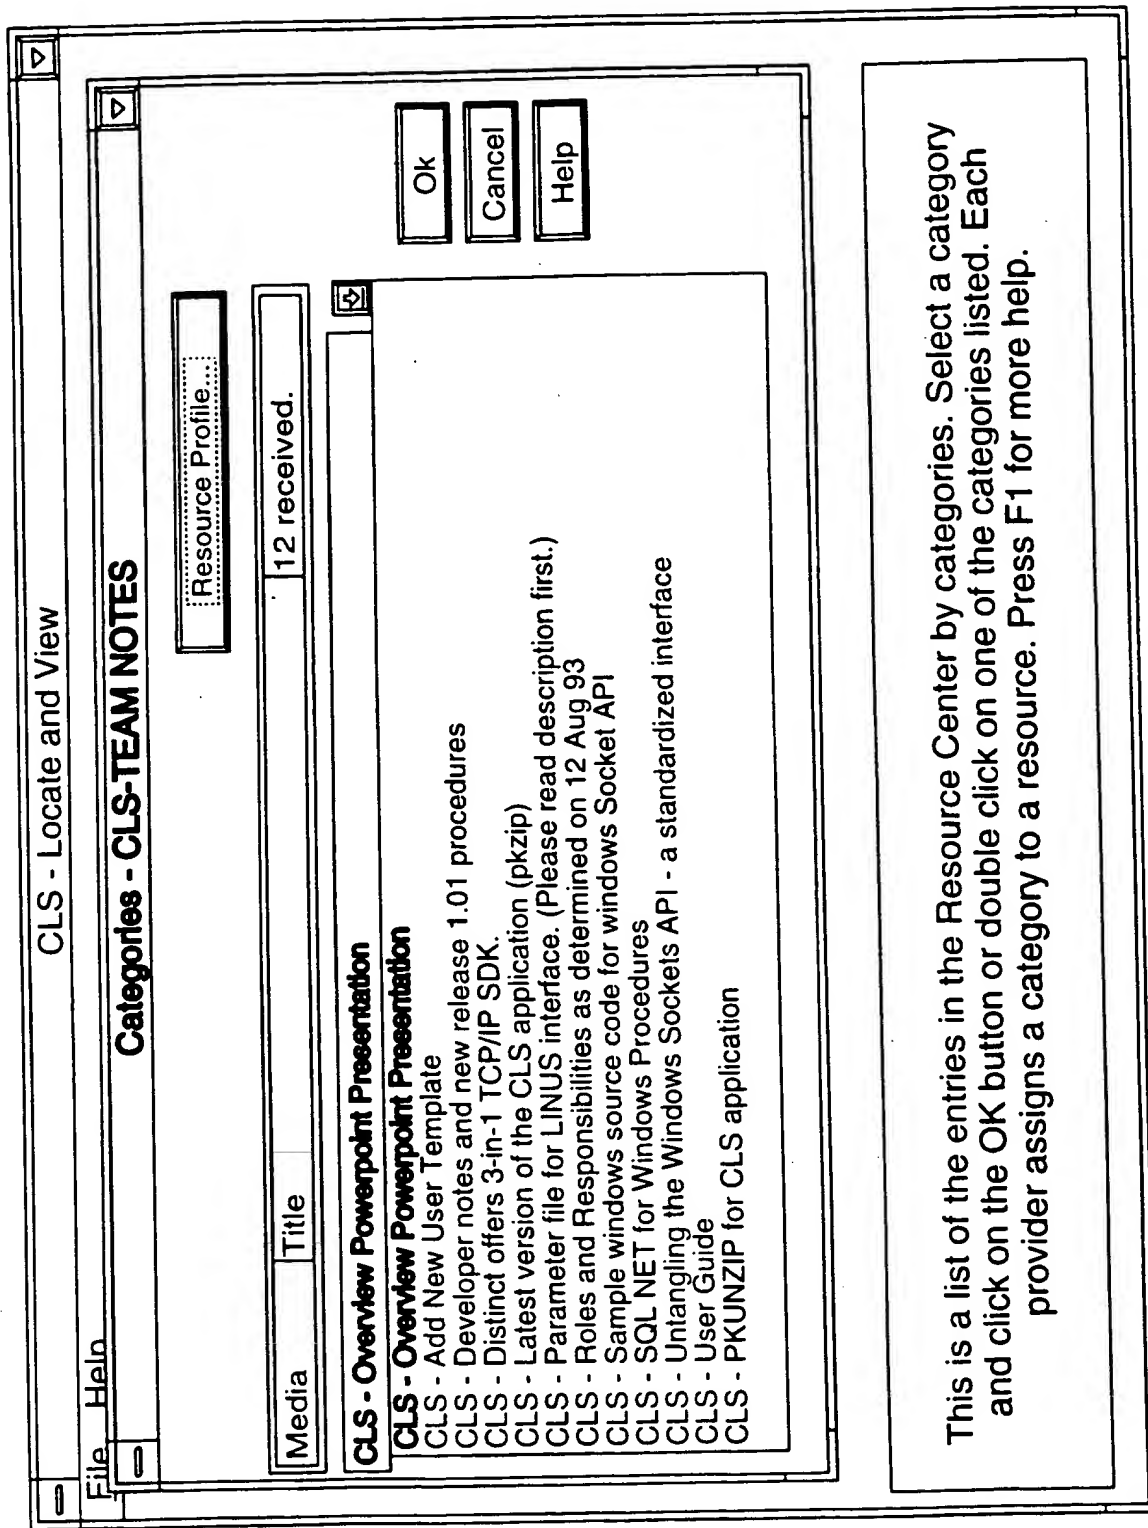 CLS - Locate and View
File Help
Categories - CLS-TEAM NOTES
Resource Profile...
Media Title 12 received.
CLS - Overview Powerpoint Presentation
CLS - Overview Powerpoint Presentation
CLS - Add New User Template
CLS - Developer notes and new release 1.01 procedures
CLS - Distinct offers 3-in-1 TCP/IP SDK.
CLS - Latest version of the CLS application (pkzip)
CLS - Parameter file for LINUS interface. (Please read description first.)
CLS - Roles and Responsibilities as determined on 12 Aug 93
CLS - Sample windows source code for windows Socket API
CLS - SQL NET for Windows Procedures
CLS - Untangling the Windows Sockets API - a standardized interface
CLS - User Guide
CLS - PKUNZIP for CLS application
Ok
Cancel
Help
This is a list of the entries in the Resource Center by categories. Select a category
and click on the OK button or double click on one of the categories listed. Each
provider assigns a category to a resource. Press F1 for more help.